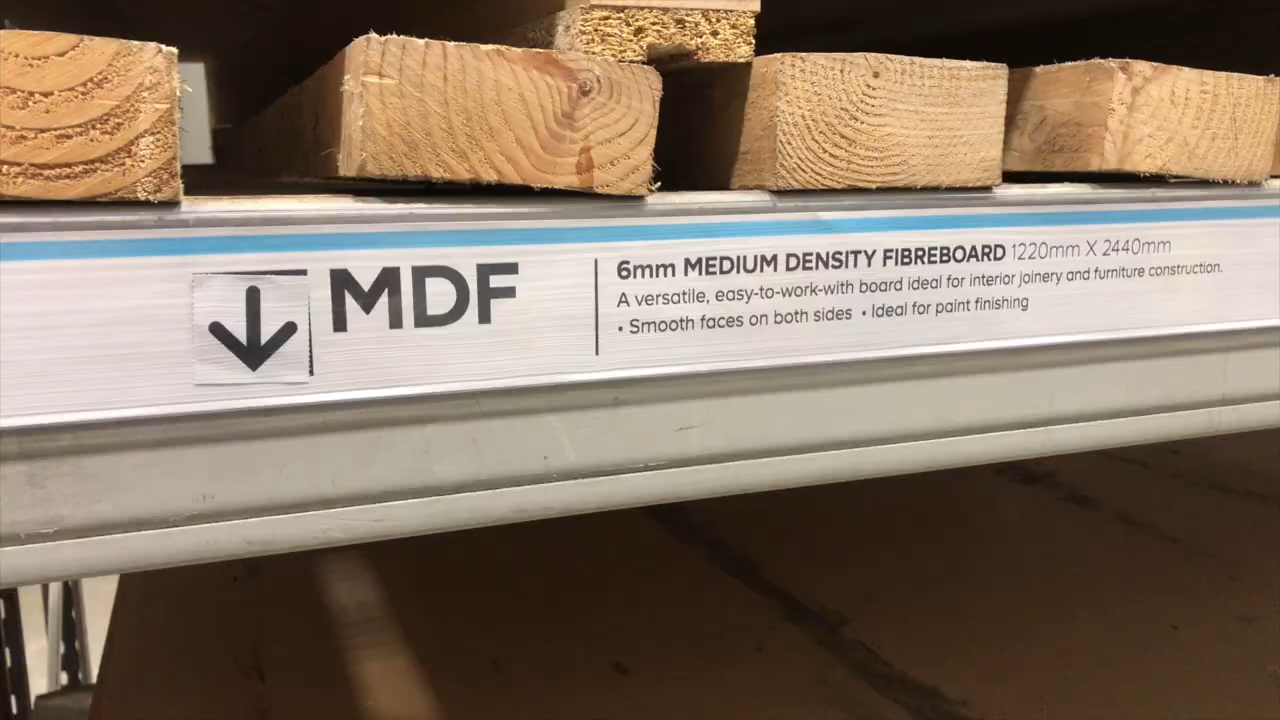 MDF
6mm MEDIUM DENSITY FIBREBOARD 1220mm X 2440mm
A versatile, easy-to-work-with board ideal for interior joinery and furniture construction.
• Smooth faces on both sides • Ideal for paint finishing